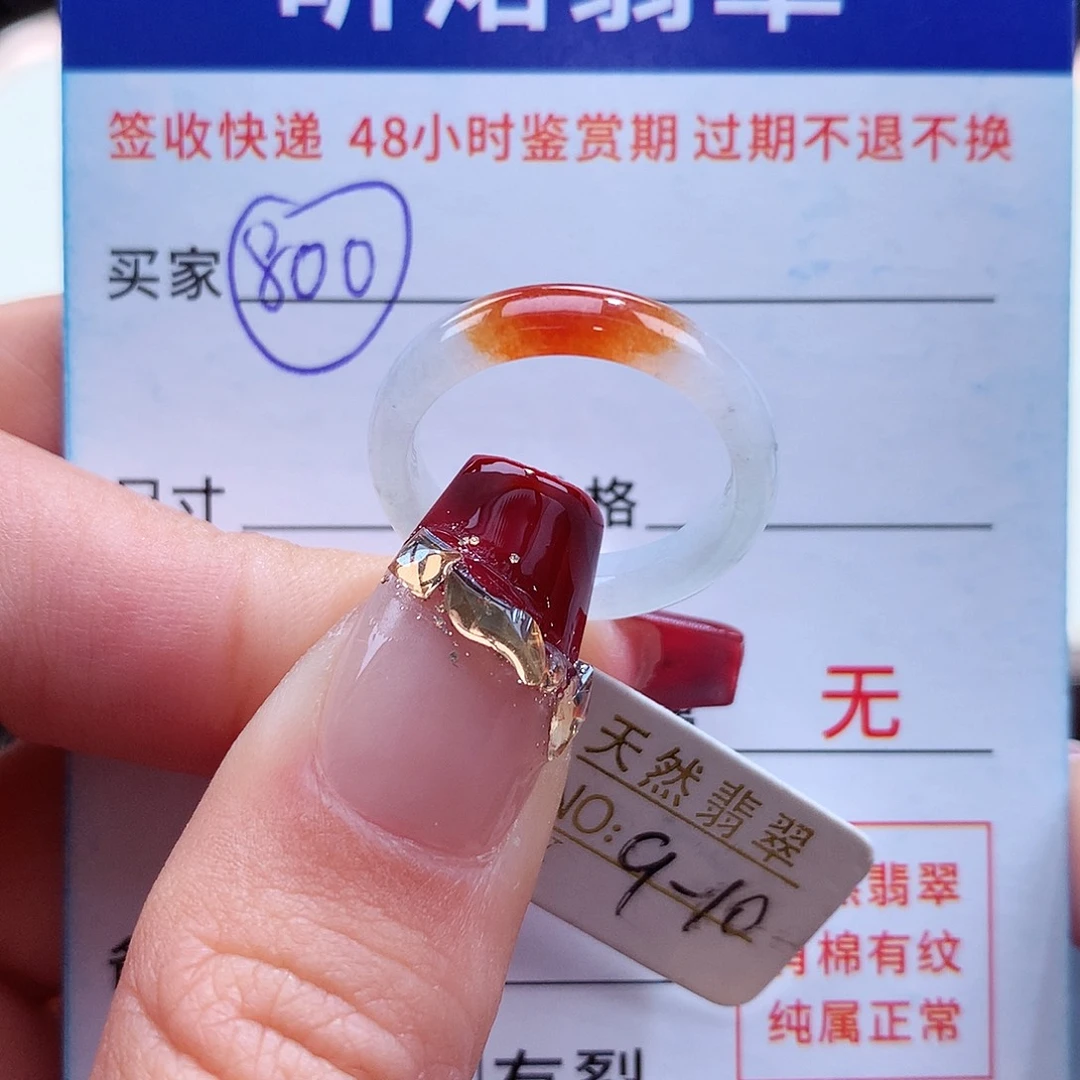 翡翠
签收快递 48小时鉴赏期 过期不退不换
买家 800
尺寸 格
无
天然翡翠
NO: 9-10
翡翠
有棉有纹
纯属正常
有裂